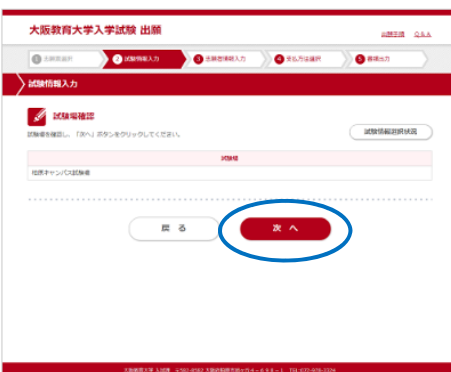 大阪教育大学入学試験 出願
出願手順 Q&A
1 志願票選択
2 試験情報入力
3 志願者情報入力
4 支払方法選択
5 書類出力
試験情報入力
試験場確認
試験場を確認し、「次へ」ボタンをクリックしてください。
試験情報選択状況
試験場
柏原キャンパス試験場
戻 る
次 へ